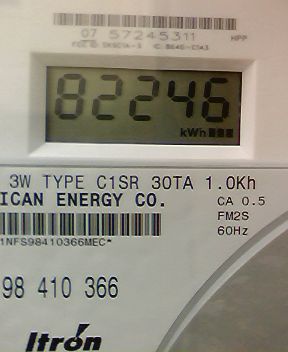 07 57245311 HPP
82246
kWh
3W TYPE C1SR 30TA 1.0Kh
ICAN ENERGY CO. CA 0.5
FM2S
1NFS98410366MEC* 60Hz
98 410 366
Itron